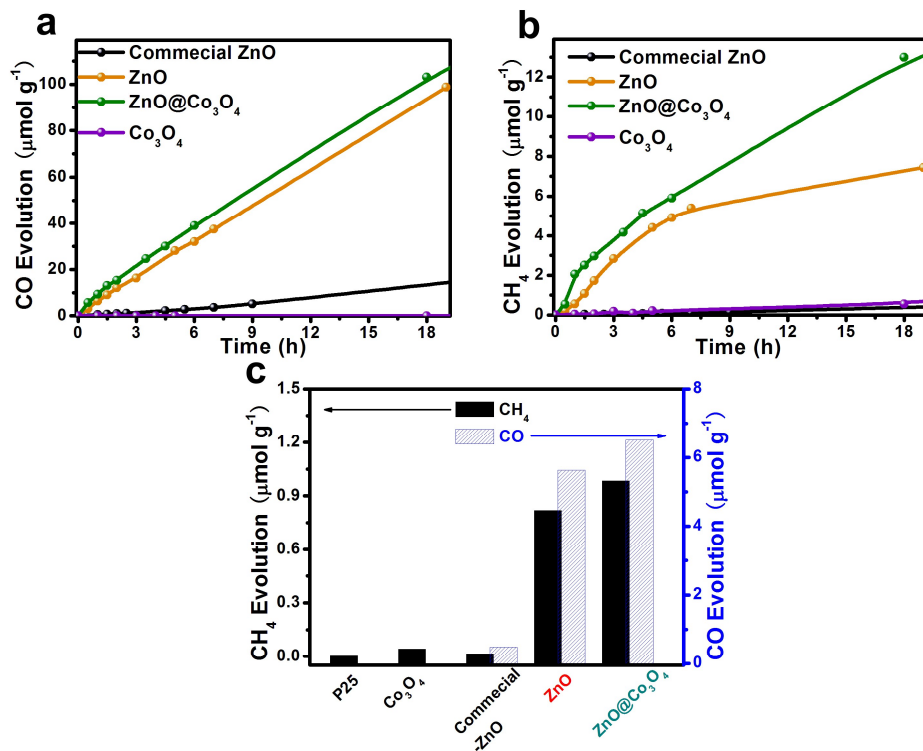 a
CO Evolution (μmol g⁻¹)
100
80
60
40
20
0
Commecial ZnO
ZnO
ZnO@Co₃O₄
Co₃O₄
0 3 6 9 12 15 18
Time (h)
b
CH₄ Evolution (μmol g⁻¹)
12
10
8
6
4
2
0
Commecial ZnO
ZnO
ZnO@Co₃O₄
Co₃O₄
0 3 6 9 12 15 18
Time (h)
c
CH₄ Evolution (μmol g⁻¹)
1.5
1.2
0.9
0.6
0.3
0.0
CH₄
CO
8
6
4
2
0
CO Evolution (μmol g⁻¹)
P25
Co₃O₄
Commecial
-ZnO
ZnO
ZnO@Co₃O₄